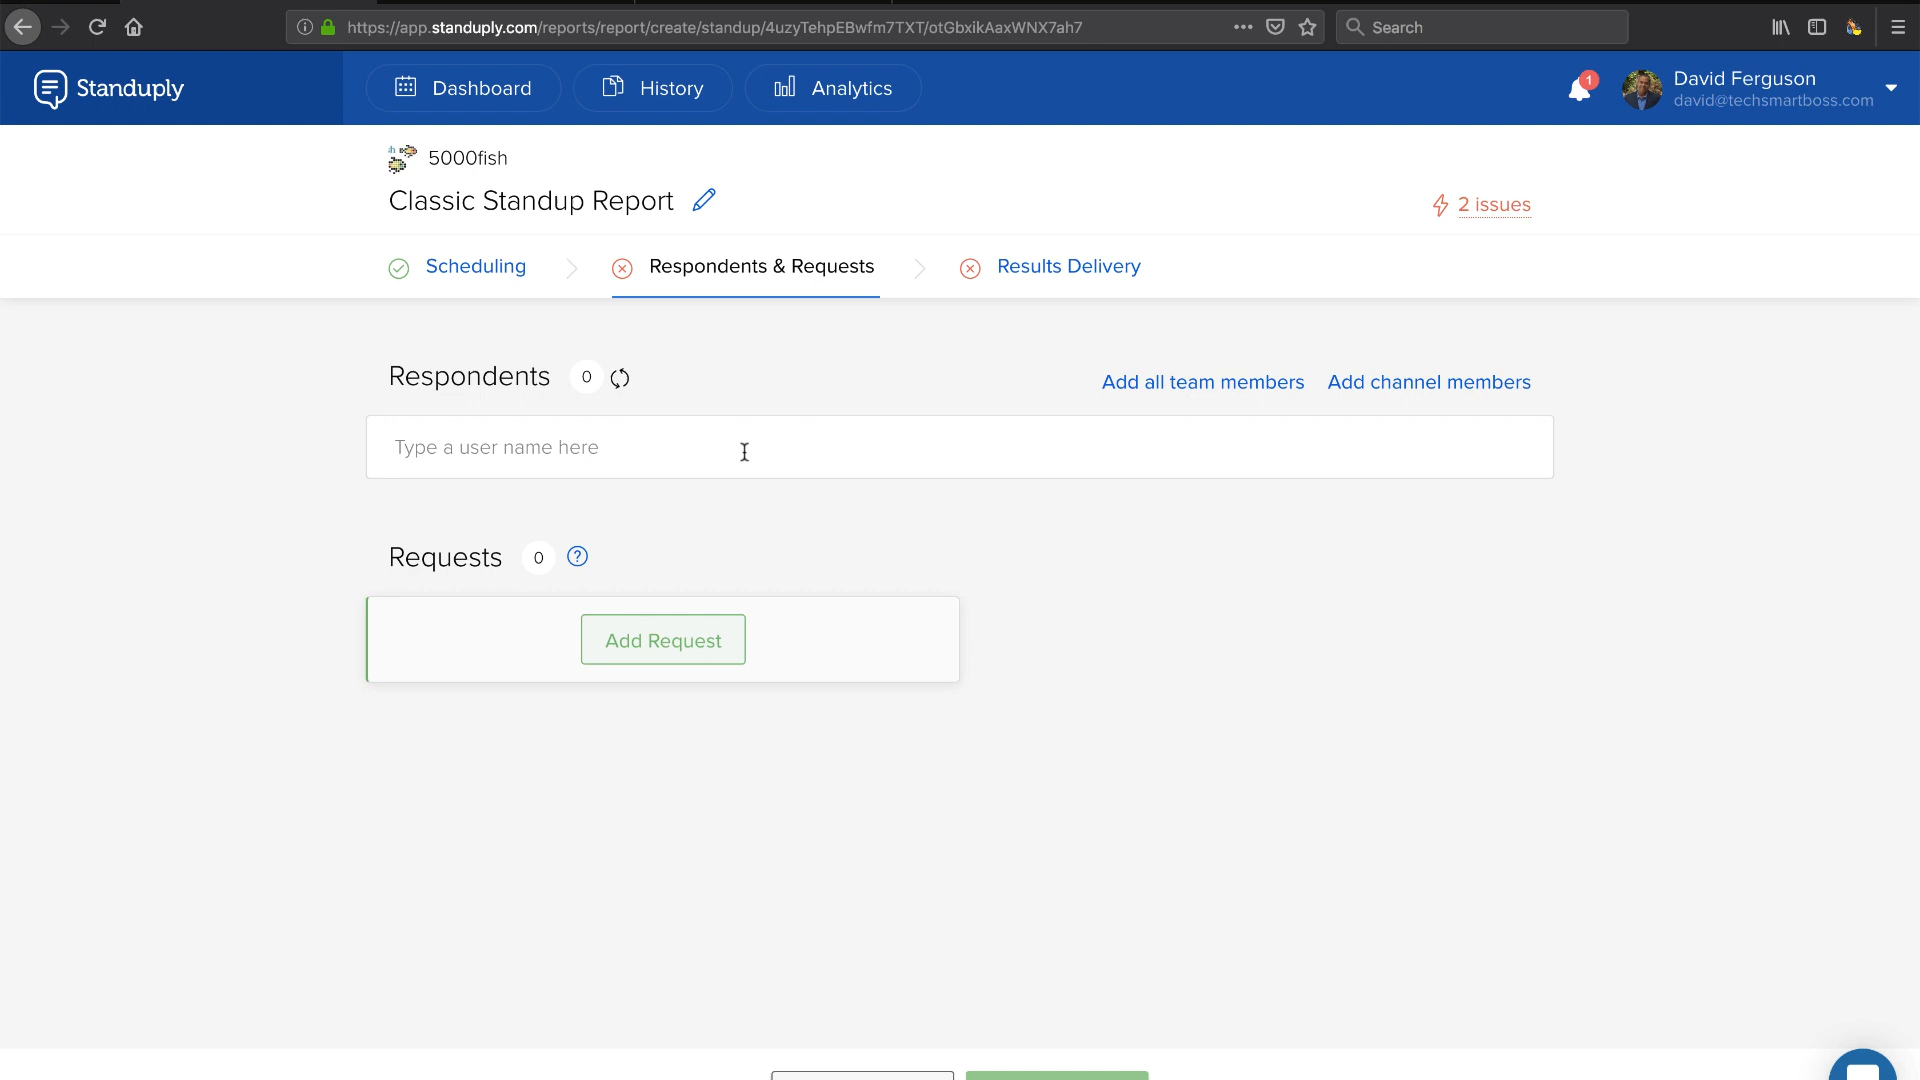 https://app.standuply.com/reports/report/create/standup/4uzyTehpEBwfm7TXT/otGbxikAaxWNX7ah7
Search
Standuply
Dashboard
History
Analytics
1
David Ferguson
david@techsmartboss.com
5000fish
Classic Standup Report
2 issues
Scheduling
Respondents & Requests
Results Delivery
Respondents 0
Add all team members
Add channel members
Type a user name here
Requests 0 ?
Add Request